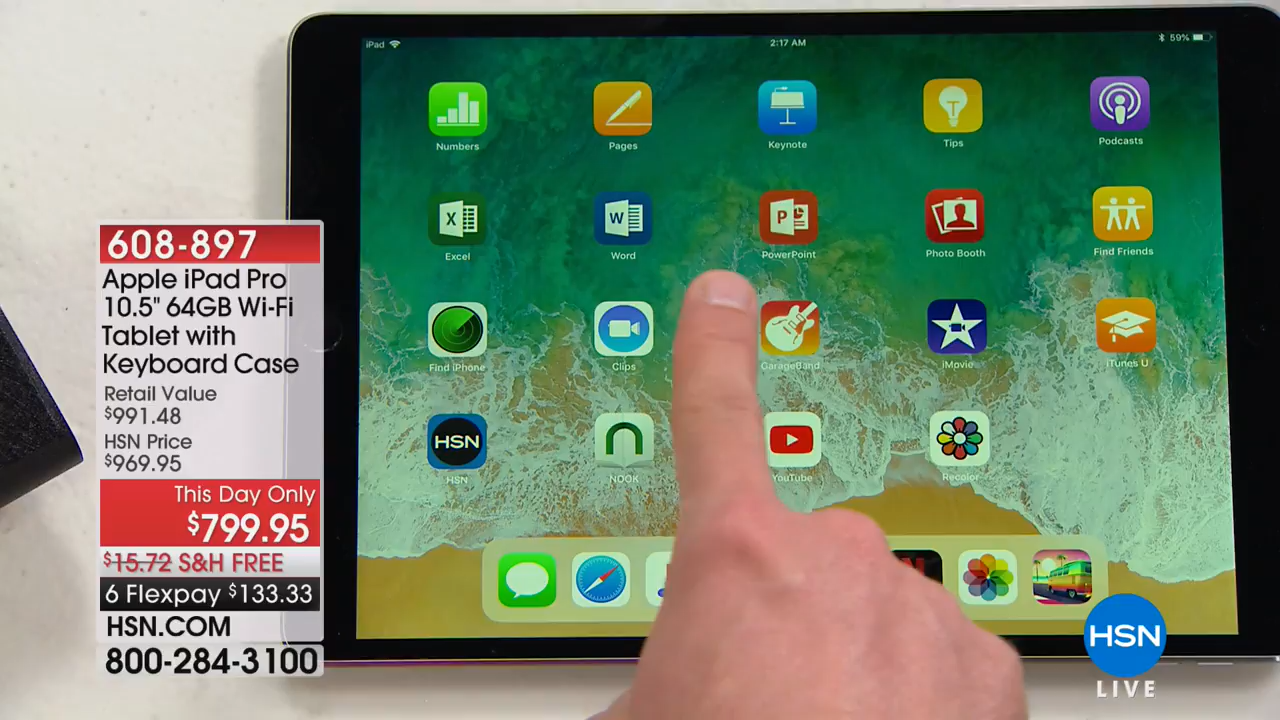 iPad
2:17 AM
59%
Numbers
Pages
Keynote
Tips
Podcasts
X
W
P
Excel
Word
PowerPoint
Photo Booth
Find Friends
Find iPhone
Clips
GarageBand
iMovie
iTunes U
HSN
HSN
NOOK
YouTube
Recolor
608-897
Apple iPad Pro
10.5" 64GB Wi-Fi
Tablet with
Keyboard Case
Retail Value
$991.48
HSN Price
$969.95
This Day Only
$799.95
$15.72 S&H FREE
6 Flexpay $133.33
HSN.COM
800-284-3100
HSN
LIVE